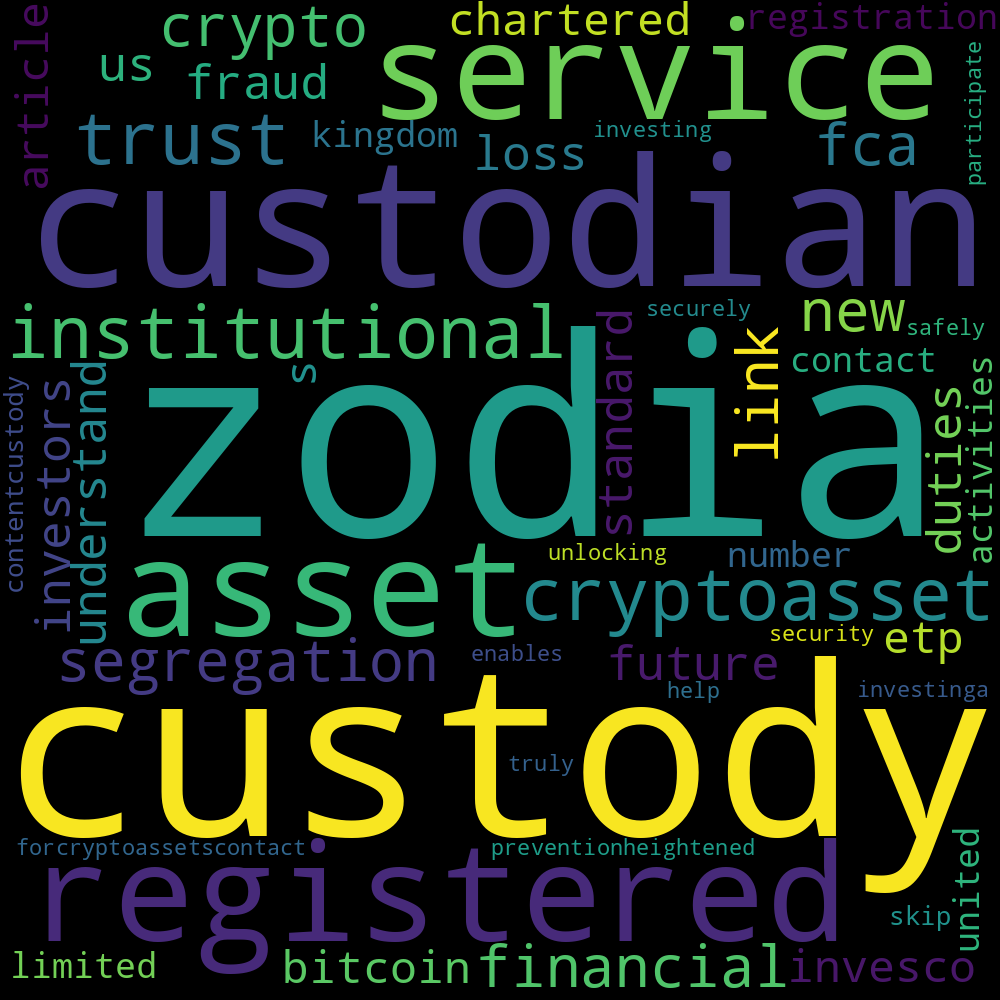 article
crypto
chartered
registration
us
fraud
service
participate
trust
kingdom
investing
loss
fca
custodian
institutional
securely
new
safely
s
standard
link
contact
zodia
contentcustody
investors
understand
duties
activities
asset
unlocking
number
cryptoasset
segregation
enables
future
security
etp
help
investinga
custody
truly
forcryptoassetscontact
preventionheightened
registered
skip
united
limited
bitcoin
financial
invesco